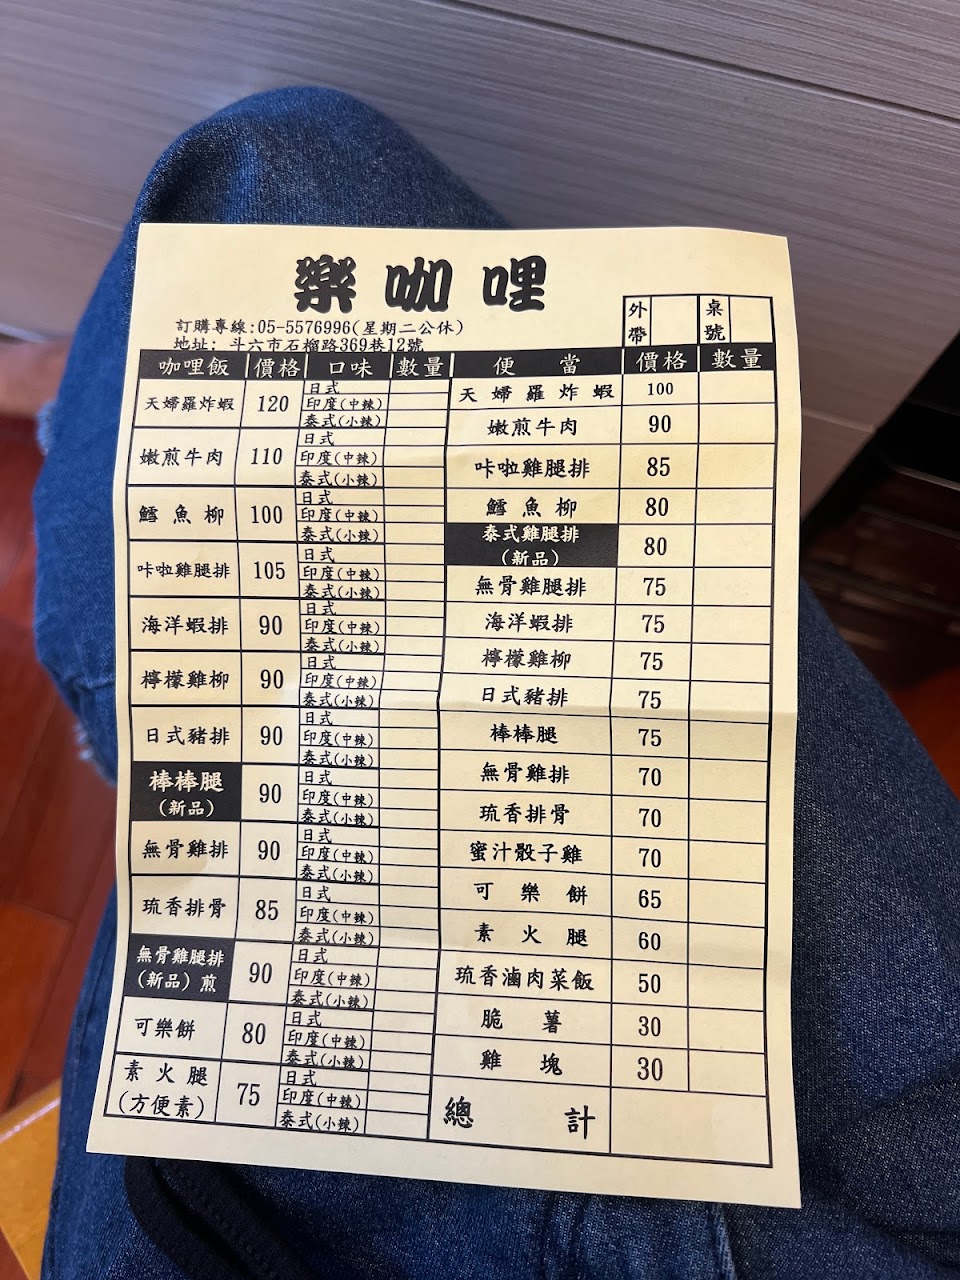 樂咖哩
訂購專線:05-5576996(星期二公休)
地址: 斗六市石榴路369巷12號
外帶
桌號
咖哩飯 價格 口味 數量
天婦羅炸蝦 120 日式
印度(中辣)
泰式(小辣)
嫩煎牛肉 110 日式
印度(中辣)
泰式(小辣)
鱈魚柳 100 日式
印度(中辣)
泰式(小辣)
咔啦雞腿排 105 日式
印度(中辣)
泰式(小辣)
海洋蝦排 90 日式
印度(中辣)
泰式(小辣)
檸檬雞柳 90 日式
印度(中辣)
泰式(小辣)
日式豬排 90 日式
印度(中辣)
泰式(小辣)
棒棒腿
(新品) 90 日式
印度(中辣)
泰式(小辣)
無骨雞排 90 日式
印度(中辣)
泰式(小辣)
琉香排骨 85 日式
印度(中辣)
泰式(小辣)
無骨雞腿排
(新品) 煎 90 日式
印度(中辣)
泰式(小辣)
可樂餅 80 日式
印度(中辣)
泰式(小辣)
素火腿
(方便素) 75 日式
印度(中辣)
泰式(小辣)
便當 價格 數量
天婦羅炸蝦 100
嫩煎牛肉 90
咔啦雞腿排 85
鱈魚柳 80
泰式雞腿排
(新品) 80
無骨雞腿排 75
海洋蝦排 75
檸檬雞柳 75
日式豬排 75
棒棒腿 75
無骨雞排 70
琉香排骨 70
蜜汁骰子雞 70
可樂餅 65
素火腿 60
琉香滷肉菜飯 50
脆薯 30
雞塊 30
總計